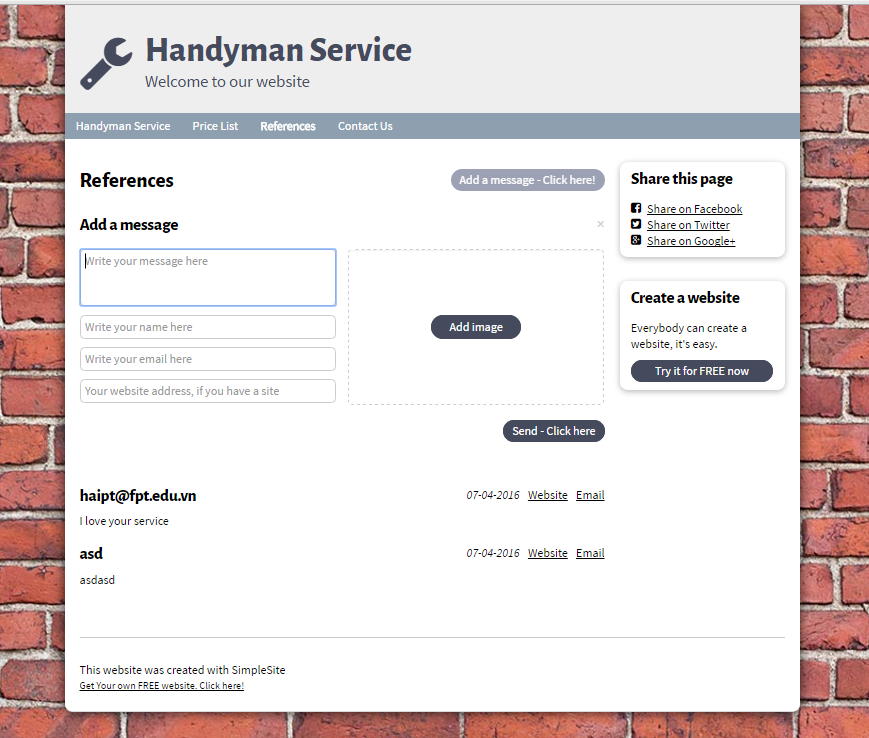 Handyman Service
Welcome to our website
Handyman Service Price List References Contact Us
References
Add a message - Click here!
Add a message
×
Write your message here
Write your name here
Write your email here
Your website address, if you have a site
Add image
Send - Click here
haipt@fpt.edu.vn 07-04-2016 Website Email
I love your service
asd 07-04-2016 Website Email
asdasd
Share this page
Share on Facebook
Share on Twitter
Share on Google+
Create a website
Everybody can create a
website, it's easy.
Try it for FREE now
This website was created with SimpleSite
Get Your own FREE website. Click here!